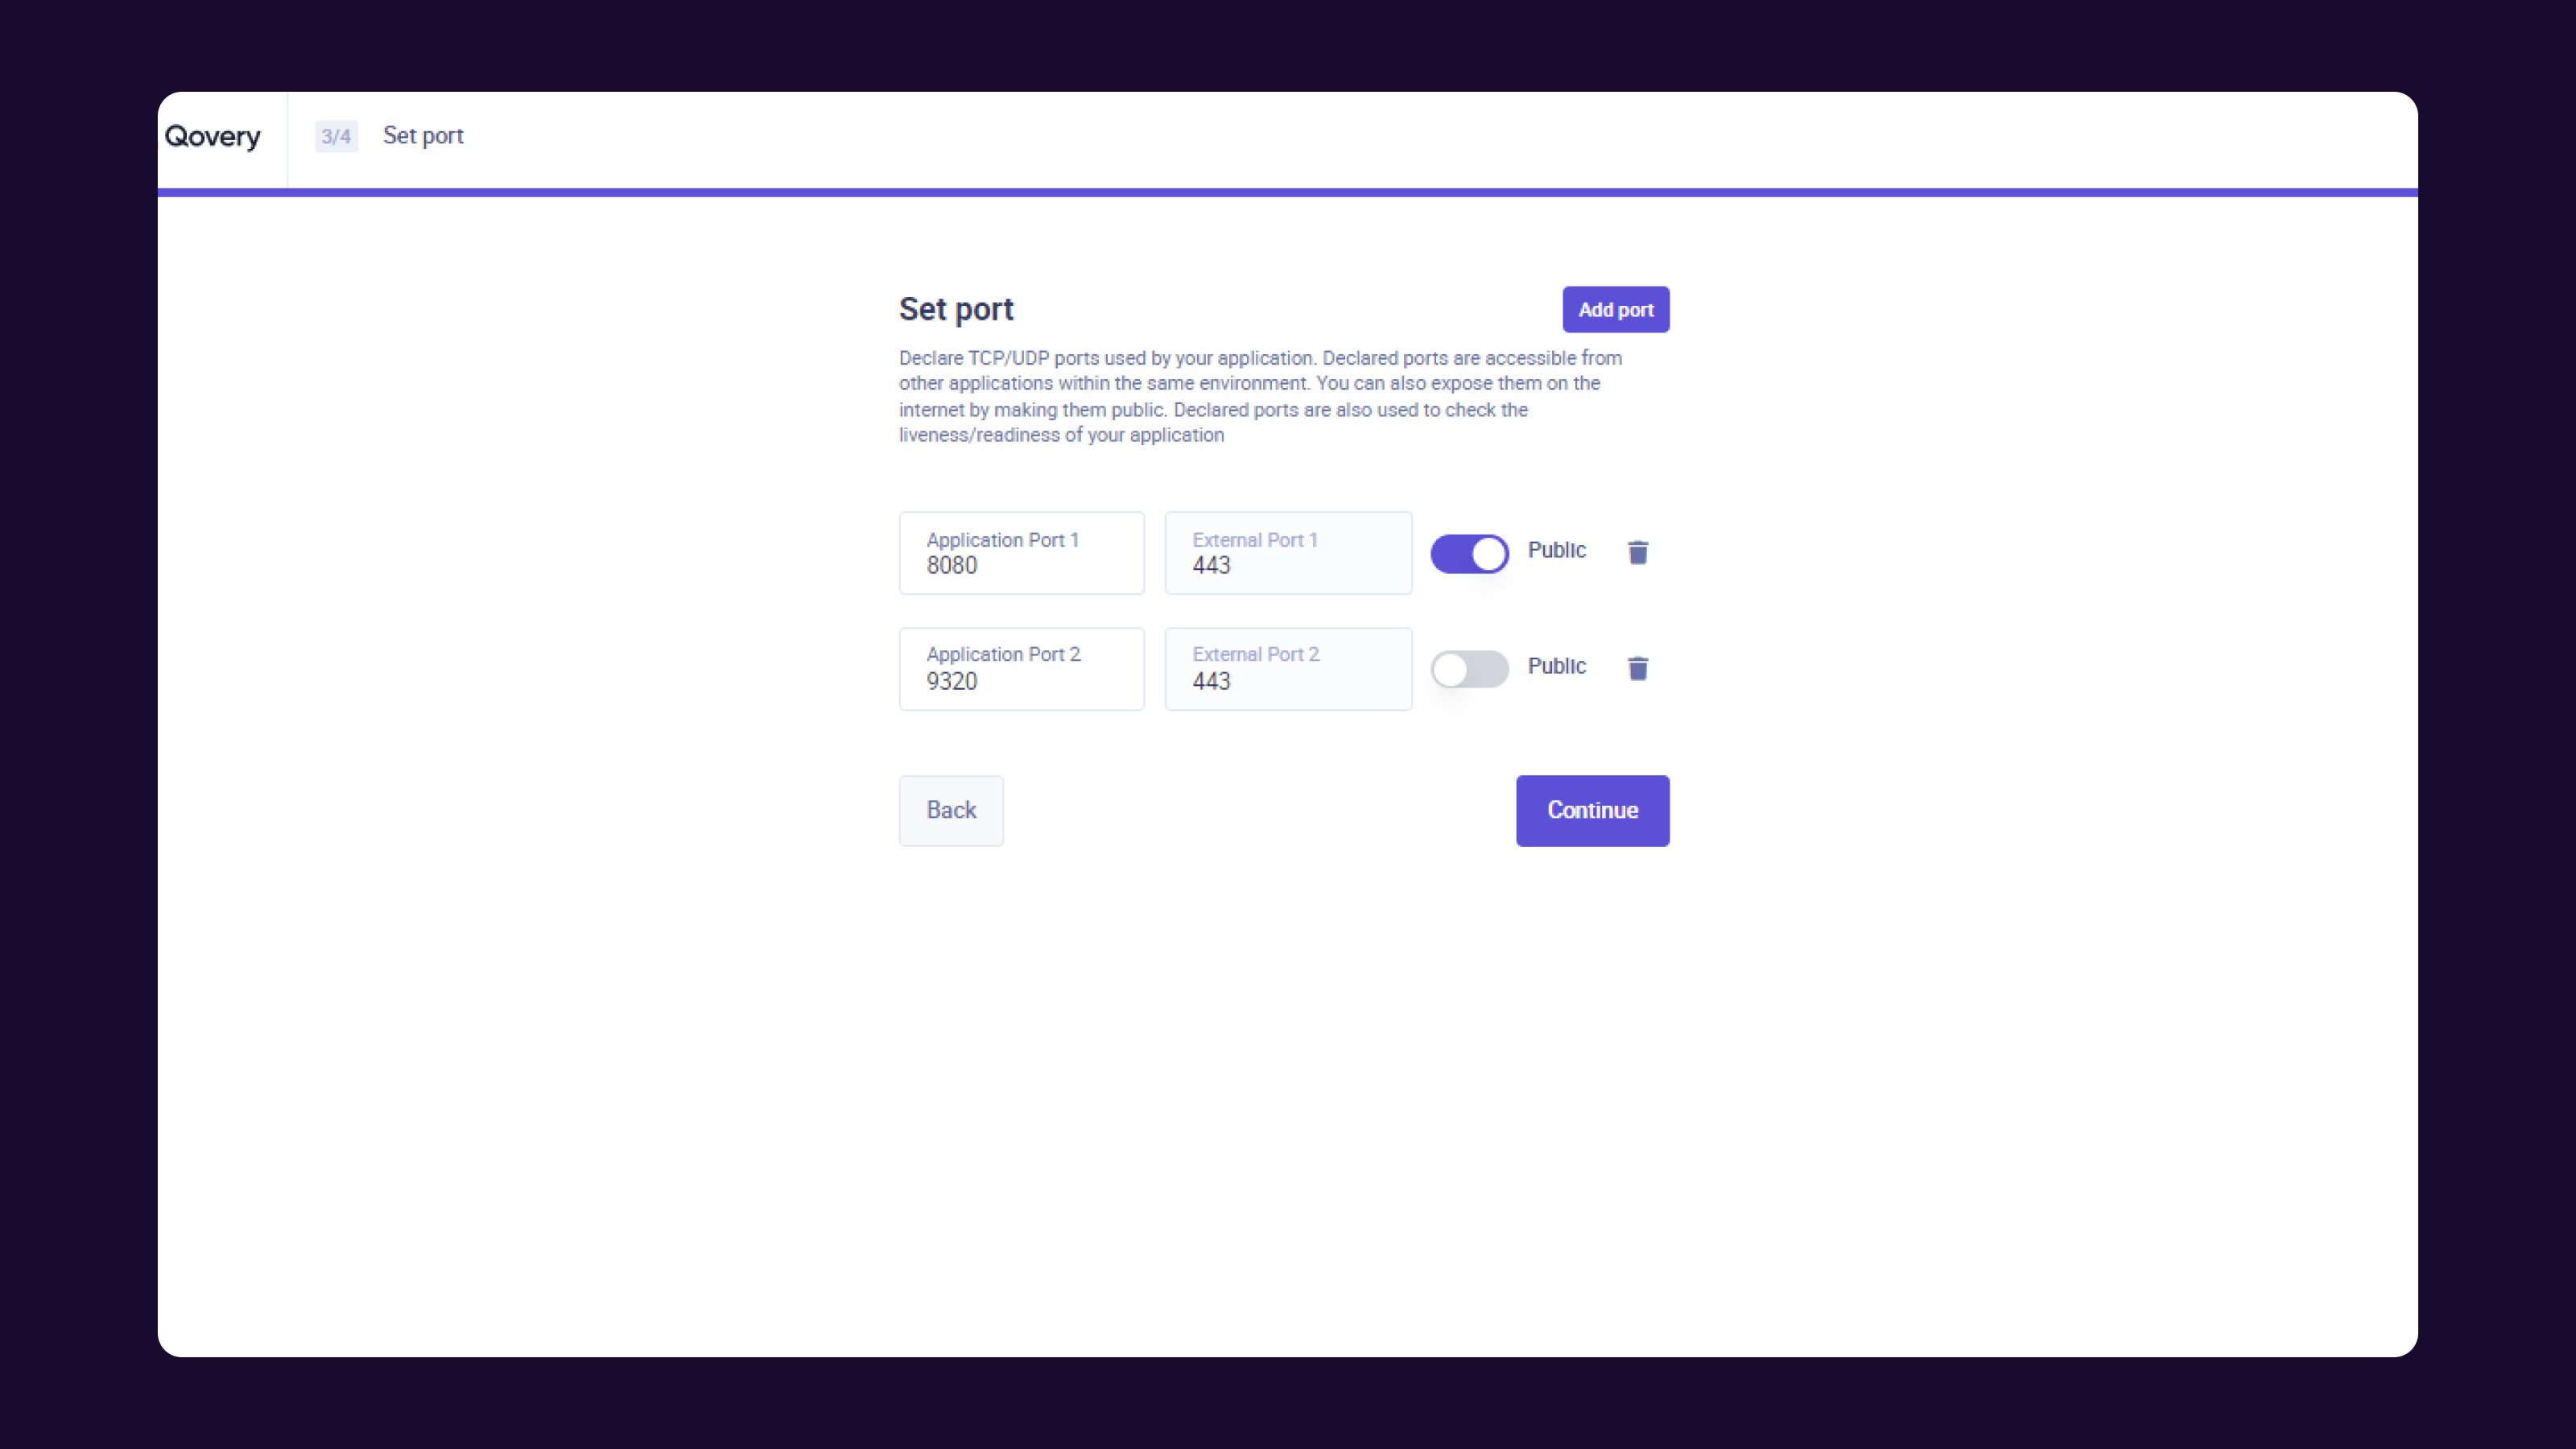 Qovery
3/4
Set port
Set port
Add port
Declare TCP/UDP ports used by your application. Declared ports are accessible from
other applications within the same environment. You can also expose them on the
internet by making them public. Declared ports are also used to check the
liveness/readiness of your application
Application Port 1
8080
External Port 1
443
Public
Application Port 2
9320
External Port 2
443
Public
Back
Continue